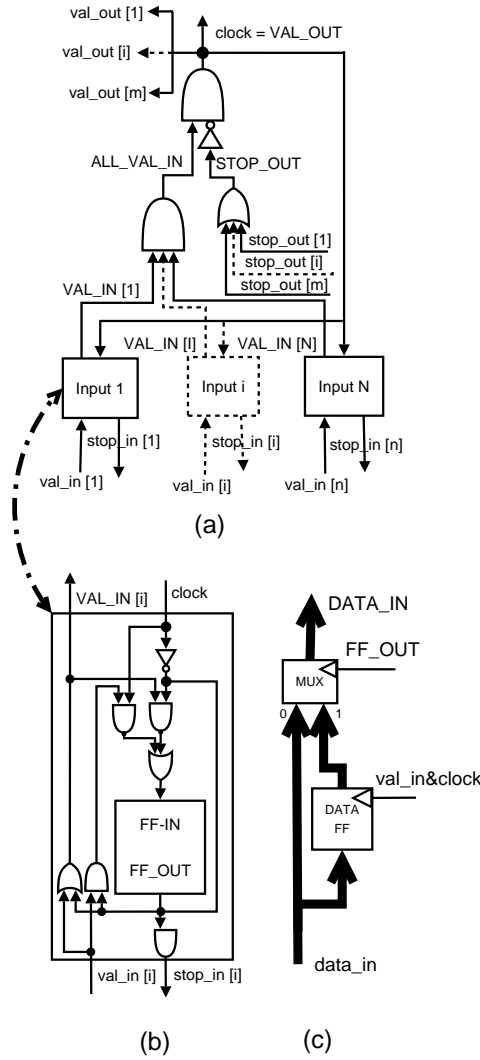 val_out [1]
clock = VAL_OUT
val_out [i]
val_out [m]
ALL_VAL_IN
STOP_OUT
stop_out [1]
stop_out [i]
stop_out [m]
VAL_IN [1]
VAL_IN [I]
VAL_IN [N]
Input 1
Input i
Input N
stop_in [1]
stop_in [i]
stop_in [n]
val_in [1]
val_in [i]
val_in [n]
(a)
VAL_IN [i]
clock
DATA_IN
FF_OUT
MUX
0
1
val_in&clock
FF-IN
DATA
FF
FF_OUT
data_in
val_in [i]
stop_in [i]
(b)
(c)